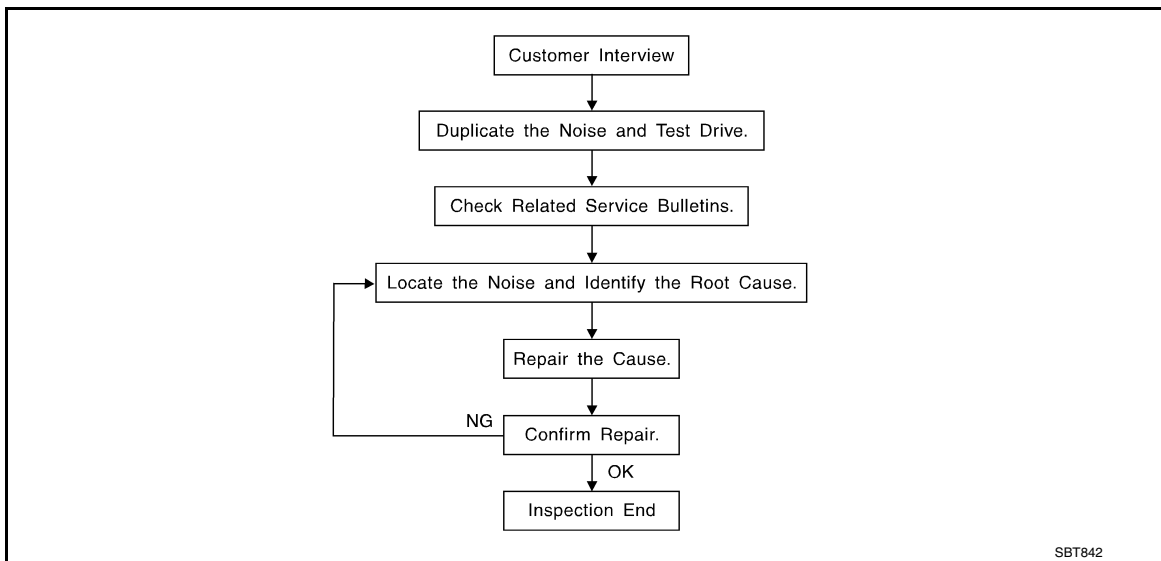 Customer Interview
Duplicate the Noise and Test Drive.
Check Related Service Bulletins.
Locate the Noise and Identify the Root Cause.
Repair the Cause.
NG
Confirm Repair.
OK
Inspection End
SBT842